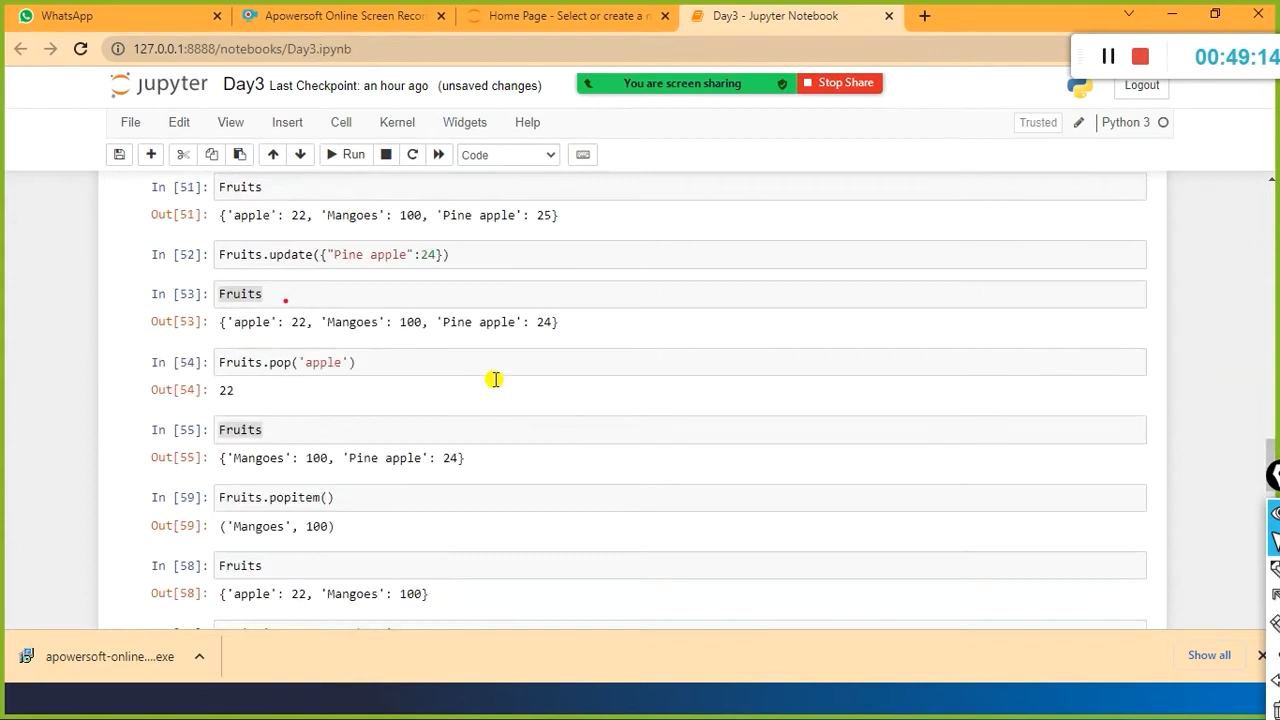 WhatsApp
Apowersoft Online Screen Recor
Home Page - Select or create a n
Day3 - Jupyter Notebook
127.0.0.1:8888/notebooks/Day3.ipynb
00:49:14
jupyter
Day3 Last Checkpoint: an hour ago (unsaved changes)
You are screen sharing
Stop Share
Logout
File Edit View Insert Cell Kernel Widgets Help
Trusted
Python 3
Run
Code
In [51]: Fruits
Out[51]: {'apple': 22, 'Mangoes': 100, 'Pine apple': 25}
In [52]: Fruits.update({"Pine apple":24})
In [53]: Fruits
Out[53]: {'apple': 22, 'Mangoes': 100, 'Pine apple': 24}
In [54]: Fruits.pop('apple')
Out[54]: 22
In [55]: Fruits
Out[55]: {'Mangoes': 100, 'Pine apple': 24}
In [59]: Fruits.popitem()
Out[59]: ('Mangoes', 100)
In [58]: Fruits
Out[58]: {'apple': 22, 'Mangoes': 100}
apowersoft-online....exe
Show all